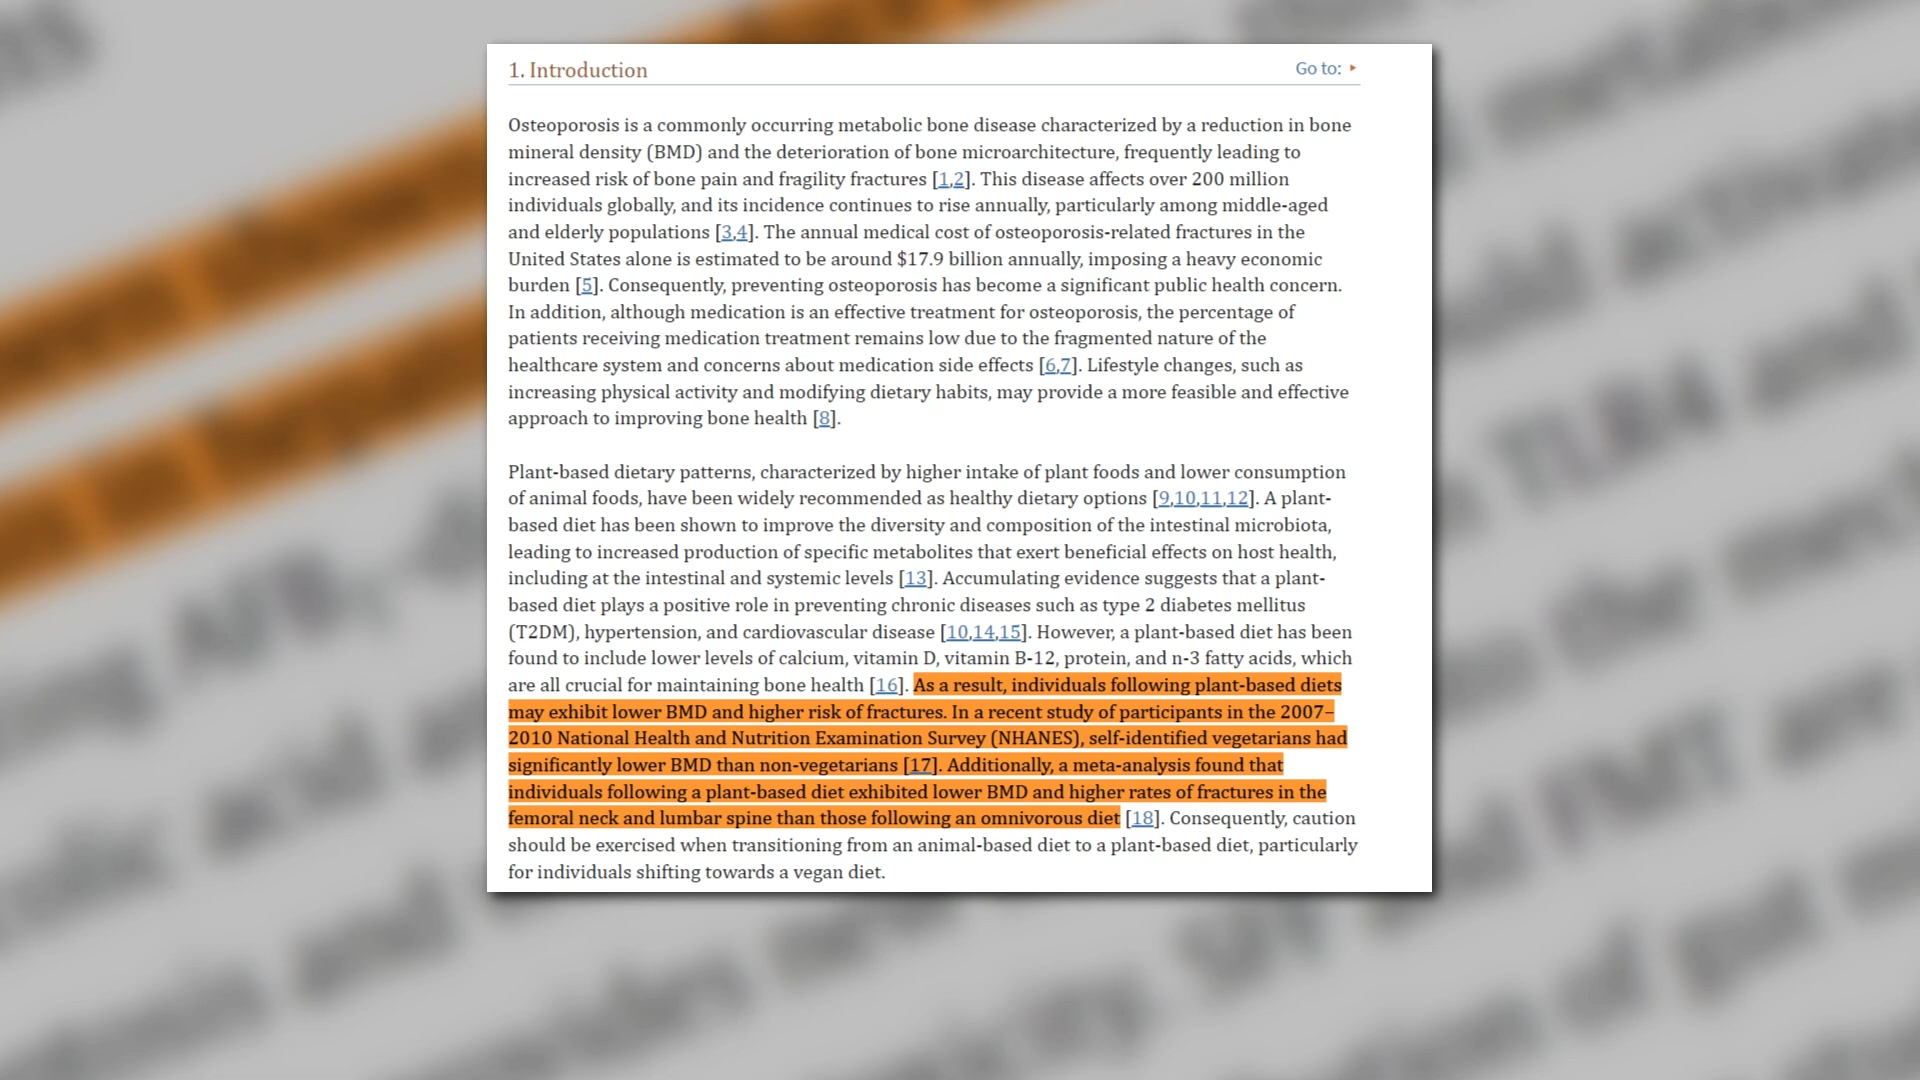 1. Introduction
Go to: ▸
Osteoporosis is a commonly occurring metabolic bone disease characterized by a reduction in bone
mineral density (BMD) and the deterioration of bone microarchitecture, frequently leading to
increased risk of bone pain and fragility fractures [1,2]. This disease affects over 200 million
individuals globally, and its incidence continues to rise annually, particularly among middle-aged
and elderly populations [3,4]. The annual medical cost of osteoporosis-related fractures in the
United States alone is estimated to be around $17.9 billion annually, imposing a heavy economic
burden [5]. Consequently, preventing osteoporosis has become a significant public health concern.
In addition, although medication is an effective treatment for osteoporosis, the percentage of
patients receiving medication treatment remains low due to the fragmented nature of the
healthcare system and concerns about medication side effects [6,7]. Lifestyle changes, such as
increasing physical activity and modifying dietary habits, may provide a more feasible and effective
approach to improving bone health [8].
Plant-based dietary patterns, characterized by higher intake of plant foods and lower consumption
of animal foods, have been widely recommended as healthy dietary options [9,10,11,12]. A plant-
based diet has been shown to improve the diversity and composition of the intestinal microbiota,
leading to increased production of specific metabolites that exert beneficial effects on host health,
including at the intestinal and systemic levels [13]. Accumulating evidence suggests that a plant-
based diet plays a positive role in preventing chronic diseases such as type 2 diabetes mellitus
(T2DM), hypertension, and cardiovascular disease [10,14,15]. However, a plant-based diet has been
found to include lower levels of calcium, vitamin D, vitamin B-12, protein, and n-3 fatty acids, which
are all crucial for maintaining bone health [16]. As a result, individuals following plant-based diets
may exhibit lower BMD and higher risk of fractures. In a recent study of participants in the 2007–
2010 National Health and Nutrition Examination Survey (NHANES), self-identified vegetarians had
significantly lower BMD than non-vegetarians [17]. Additionally, a meta-analysis found that
individuals following a plant-based diet exhibited lower BMD and higher rates of fractures in the
femoral neck and lumbar spine than those following an omnivorous diet [18]. Consequently, caution
should be exercised when transitioning from an animal-based diet to a plant-based diet, particularly
for individuals shifting towards a vegan diet.